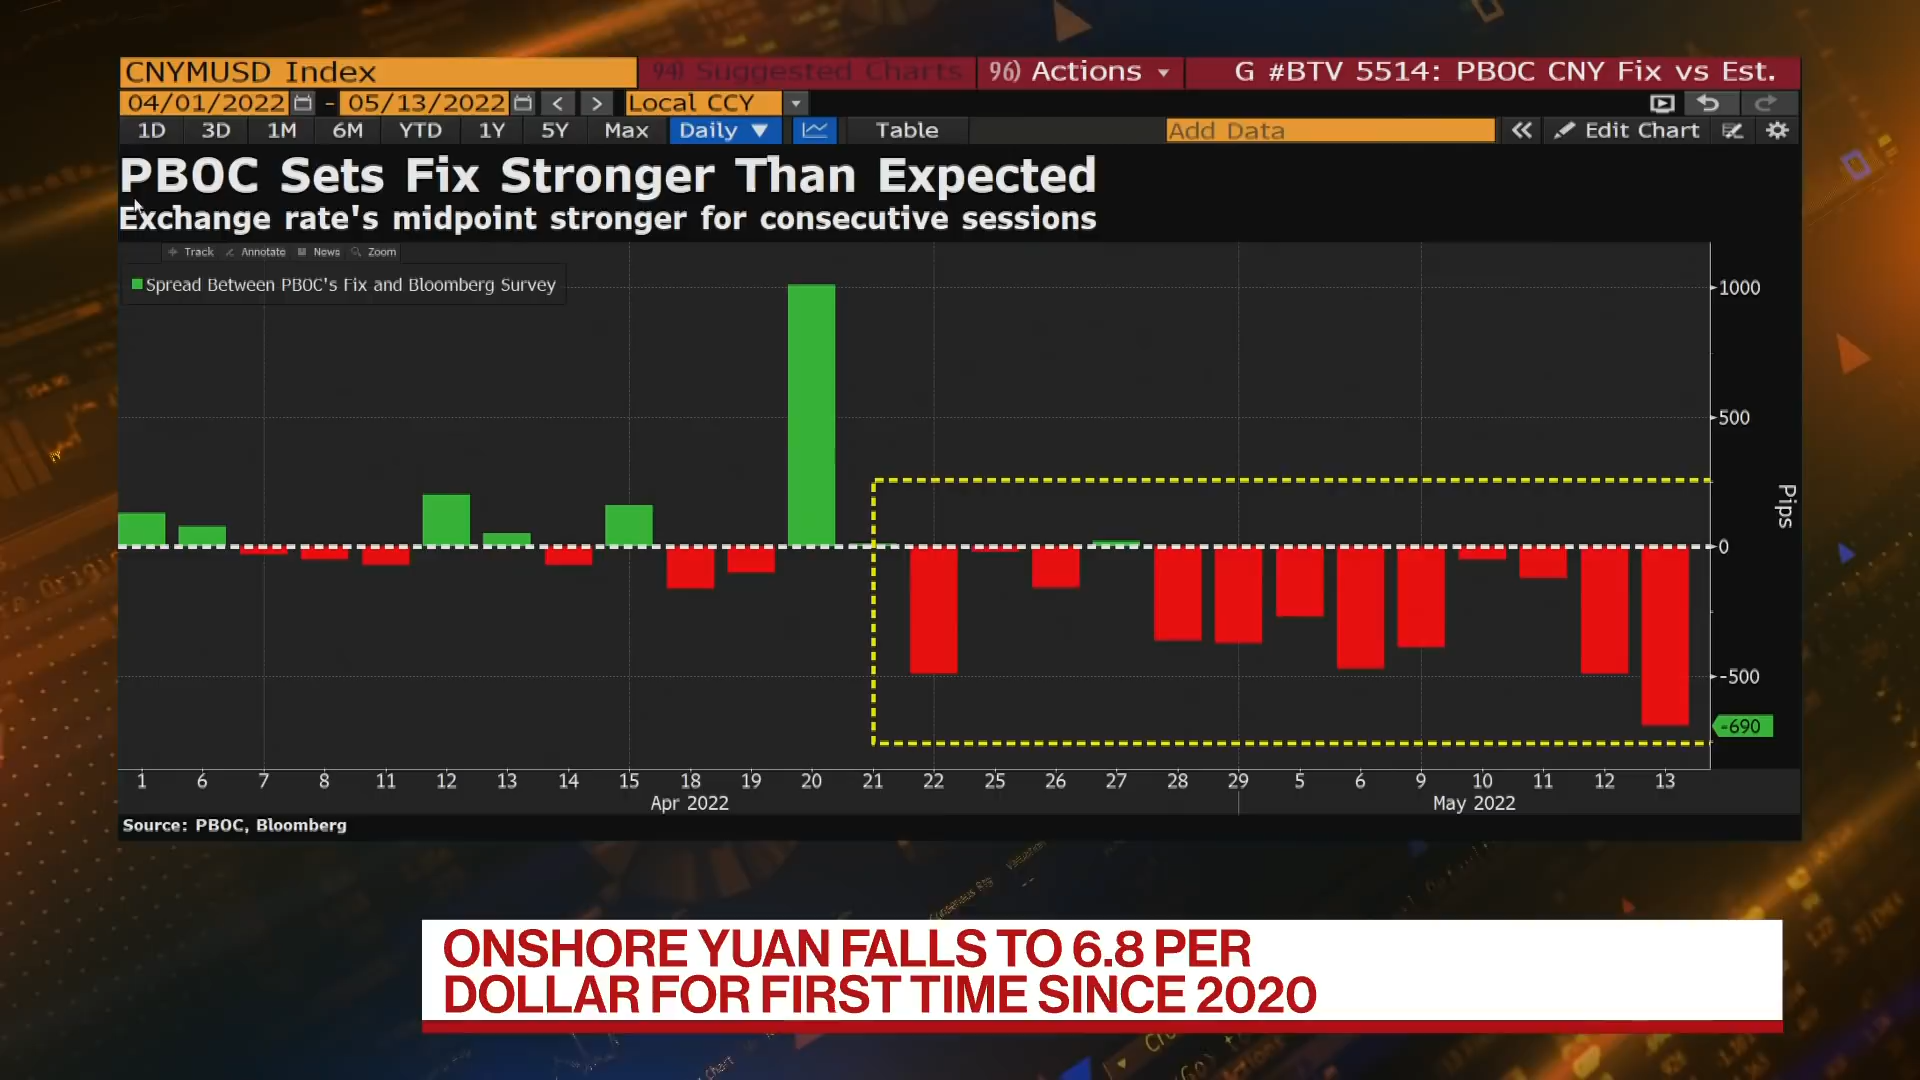 CNYMUSD Index 94) Suggested Charts 96) Actions G #BTV 5514: PBOC CNY Fix vs Est.
04/01/2022 - 05/13/2022 < > Local CCY
1D 3D 1M 6M YTD 1Y 5Y Max Daily ▼ Table Add Data << Edit Chart
PBOC Sets Fix Stronger Than Expected
Exchange rate's midpoint stronger for consecutive sessions
Track Annotate News Zoom
Spread Between PBOC's Fix and Bloomberg Survey
1000
500
0
-500
-690
Pips
1 6 7 8 11 12 13 14 15 18 19 20 21 22 25 26 27 28 29 5 6 9 10 11 12 13
Apr 2022 May 2022
Source: PBOC, Bloomberg
ONSHORE YUAN FALLS TO 6.8 PER
DOLLAR FOR FIRST TIME SINCE 2020